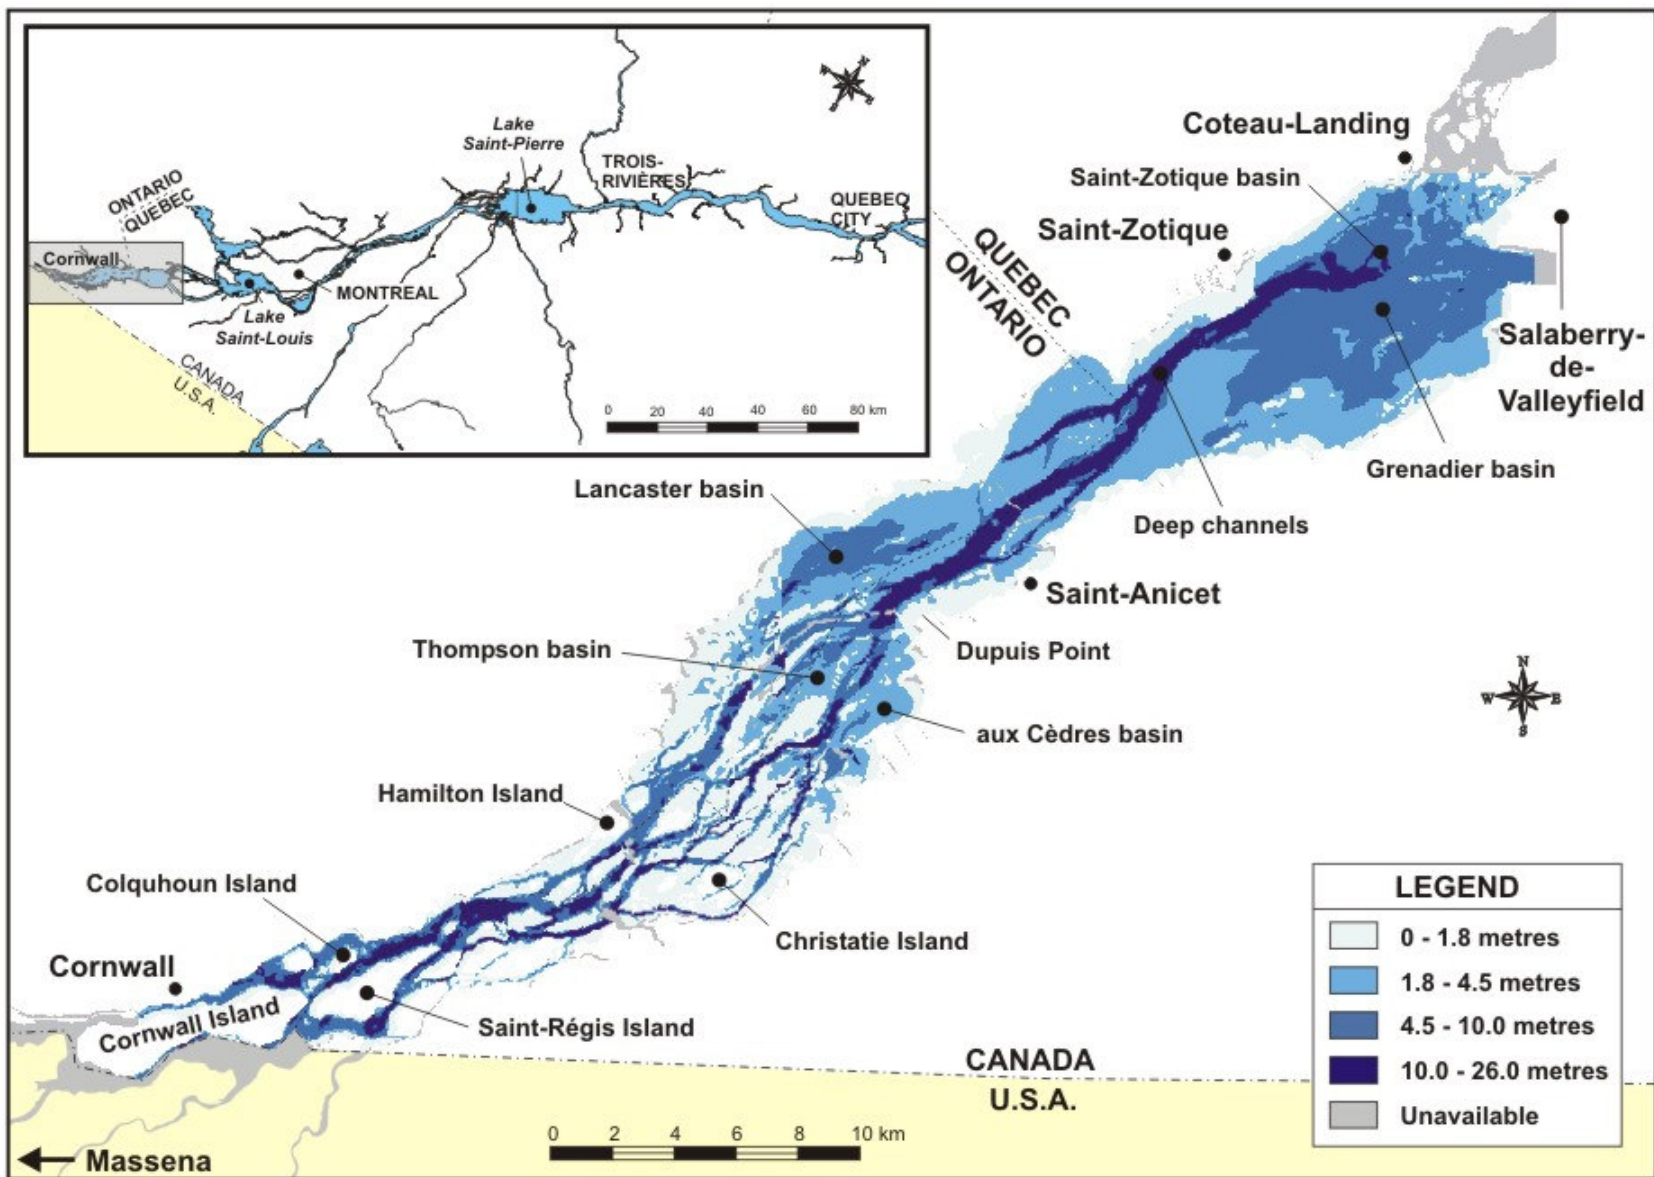 Lake
Saint-Pierre
TROIS-
RIVIÈRES
QUEBEC
CITY
ONTARIO
QUEBEC
Cornwall
MONTREAL
Lake
Saint-Louis
CANADA
U.S.A.
0 20 40 40 60 80 km
N
W E
S
Coteau-Landing
Saint-Zotique basin
Saint-Zotique
QUEBEC
ONTARIO
Salaberry-
de-
Valleyfield
Grenadier basin
Lancaster basin
Deep channels
Saint-Anicet
Thompson basin
Dupuis Point
N
W E
S
aux Cèdres basin
Hamilton Island
Colquhoun Island
Christatie Island
Cornwall
Cornwall Island
Saint-Régis Island
CANADA
U.S.A.
0 2 4 6 8 10 km
Massena
LEGEND
0 - 1.8 metres
1.8 - 4.5 metres
4.5 - 10.0 metres
10.0 - 26.0 metres
Unavailable